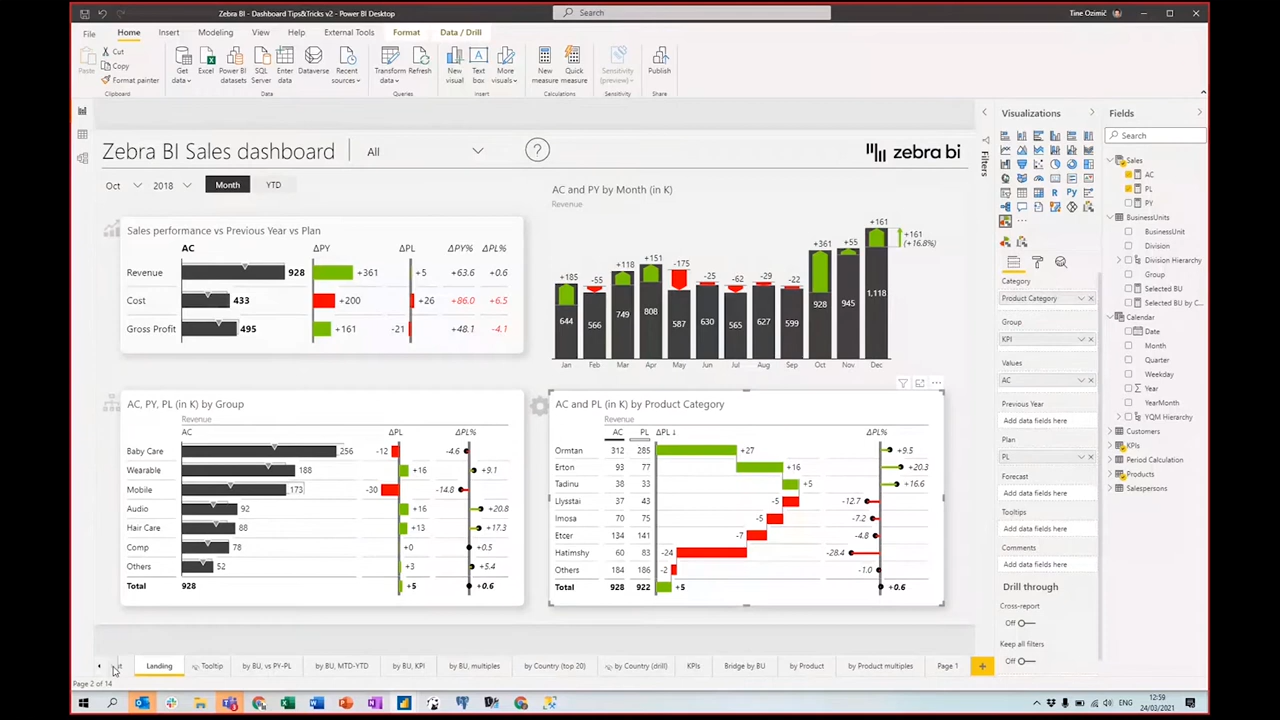 Zebra BI - Dashboard Tips&Tricks v2 - Power BI Desktop
Search
Tine Ozimič
File Home Insert Modeling View Help External Tools Format Data / Drill
Paste
Cut
Copy
Format painter
Clipboard
Get data
Excel
Power BI datasets
SQL Server
Enter data
Dataverse
Recent sources
Data
Transform data
Refresh
Queries
New visual
Text box
More visuals
Insert
New measure
Quick measure
Calculations
Sensitivity (preview)
Sensitivity
Publish
Share
Zebra BI Sales dashboard
All
?
zebra bi
Oct 2018 Month YTD
Sales performance vs Previous Year vs Plan
AC ΔPY ΔPL ΔPY% ΔPL%
Revenue 928 +361 +5 +63.6 +0.6
Cost 433 +200 +26 +86.0 +6.5
Gross Profit 495 +161 -21 +48.1 -4.1
AC and PY by Month (in K)
Revenue
+185 -55 +118 +151 -175 -25 -62 -29 -22 +361 +55 +161
+161
(+16.8%)
644 566 749 808 587 630 565 627 599 928 945 1,118
Jan Feb Mar Apr May Jun Jul Aug Sep Oct Nov Dec
AC, PY, PL (in K) by Group
Revenue
AC ΔPL ΔPL%
Baby Care 256 -12 -4.6
Wearable 188 +16 +9.1
Mobile 173 -30 -14.8
Audio 92 +16 +20.8
Hair Care 88 +13 +17.3
Comp 78 +0 +0.5
Others 52 +3 +5.4
Total 928 +5 +0.6
AC and PL (in K) by Product Category
Revenue
AC PL ΔPL ↓ ΔPL%
Ormtan 312 285 +27 +9.5
Erton 93 77 +16 +20.3
Tadinu 38 33 +5 +16.6
Llysstai 37 43 -5 -12.7
Imosa 70 75 -5 -7.2
Etcer 134 141 -7 -4.8
Hatimshy 60 83 -24 -28.4
Others 184 186 -2 -1.0
Total 928 922 +5 +0.6
Filters
Visualizations
Category
Product Category
Group
KPI
Values
AC
Previous Year
Add data fields here
Plan
PL
Forecast
Add data fields here
Tooltips
Add data fields here
Comments
Add data fields here
Drill through
Cross-report
Off
Keep all filters
Off
Fields
Search
Sales
AC
PL
PY
BusinessUnits
BusinessUnit
Division
Division Hierarchy
Group
Selected BU
Selected BU by C...
Calendar
Date
Month
Quarter
Weekday
Year
YearMonth
YQM Hierarchy
Customers
KPIs
Period Calculation
Products
Salespersons
Landing Tooltip by BU, vs PY-PL by BU, MTD-YTD by BU, KPI by BU, multiples by Country (top 20) by Country (drill) KPIs Bridge by BU by Product by Product multiples Page 1 +
Page 2 of 14
ENG
12:59
24/03/2021